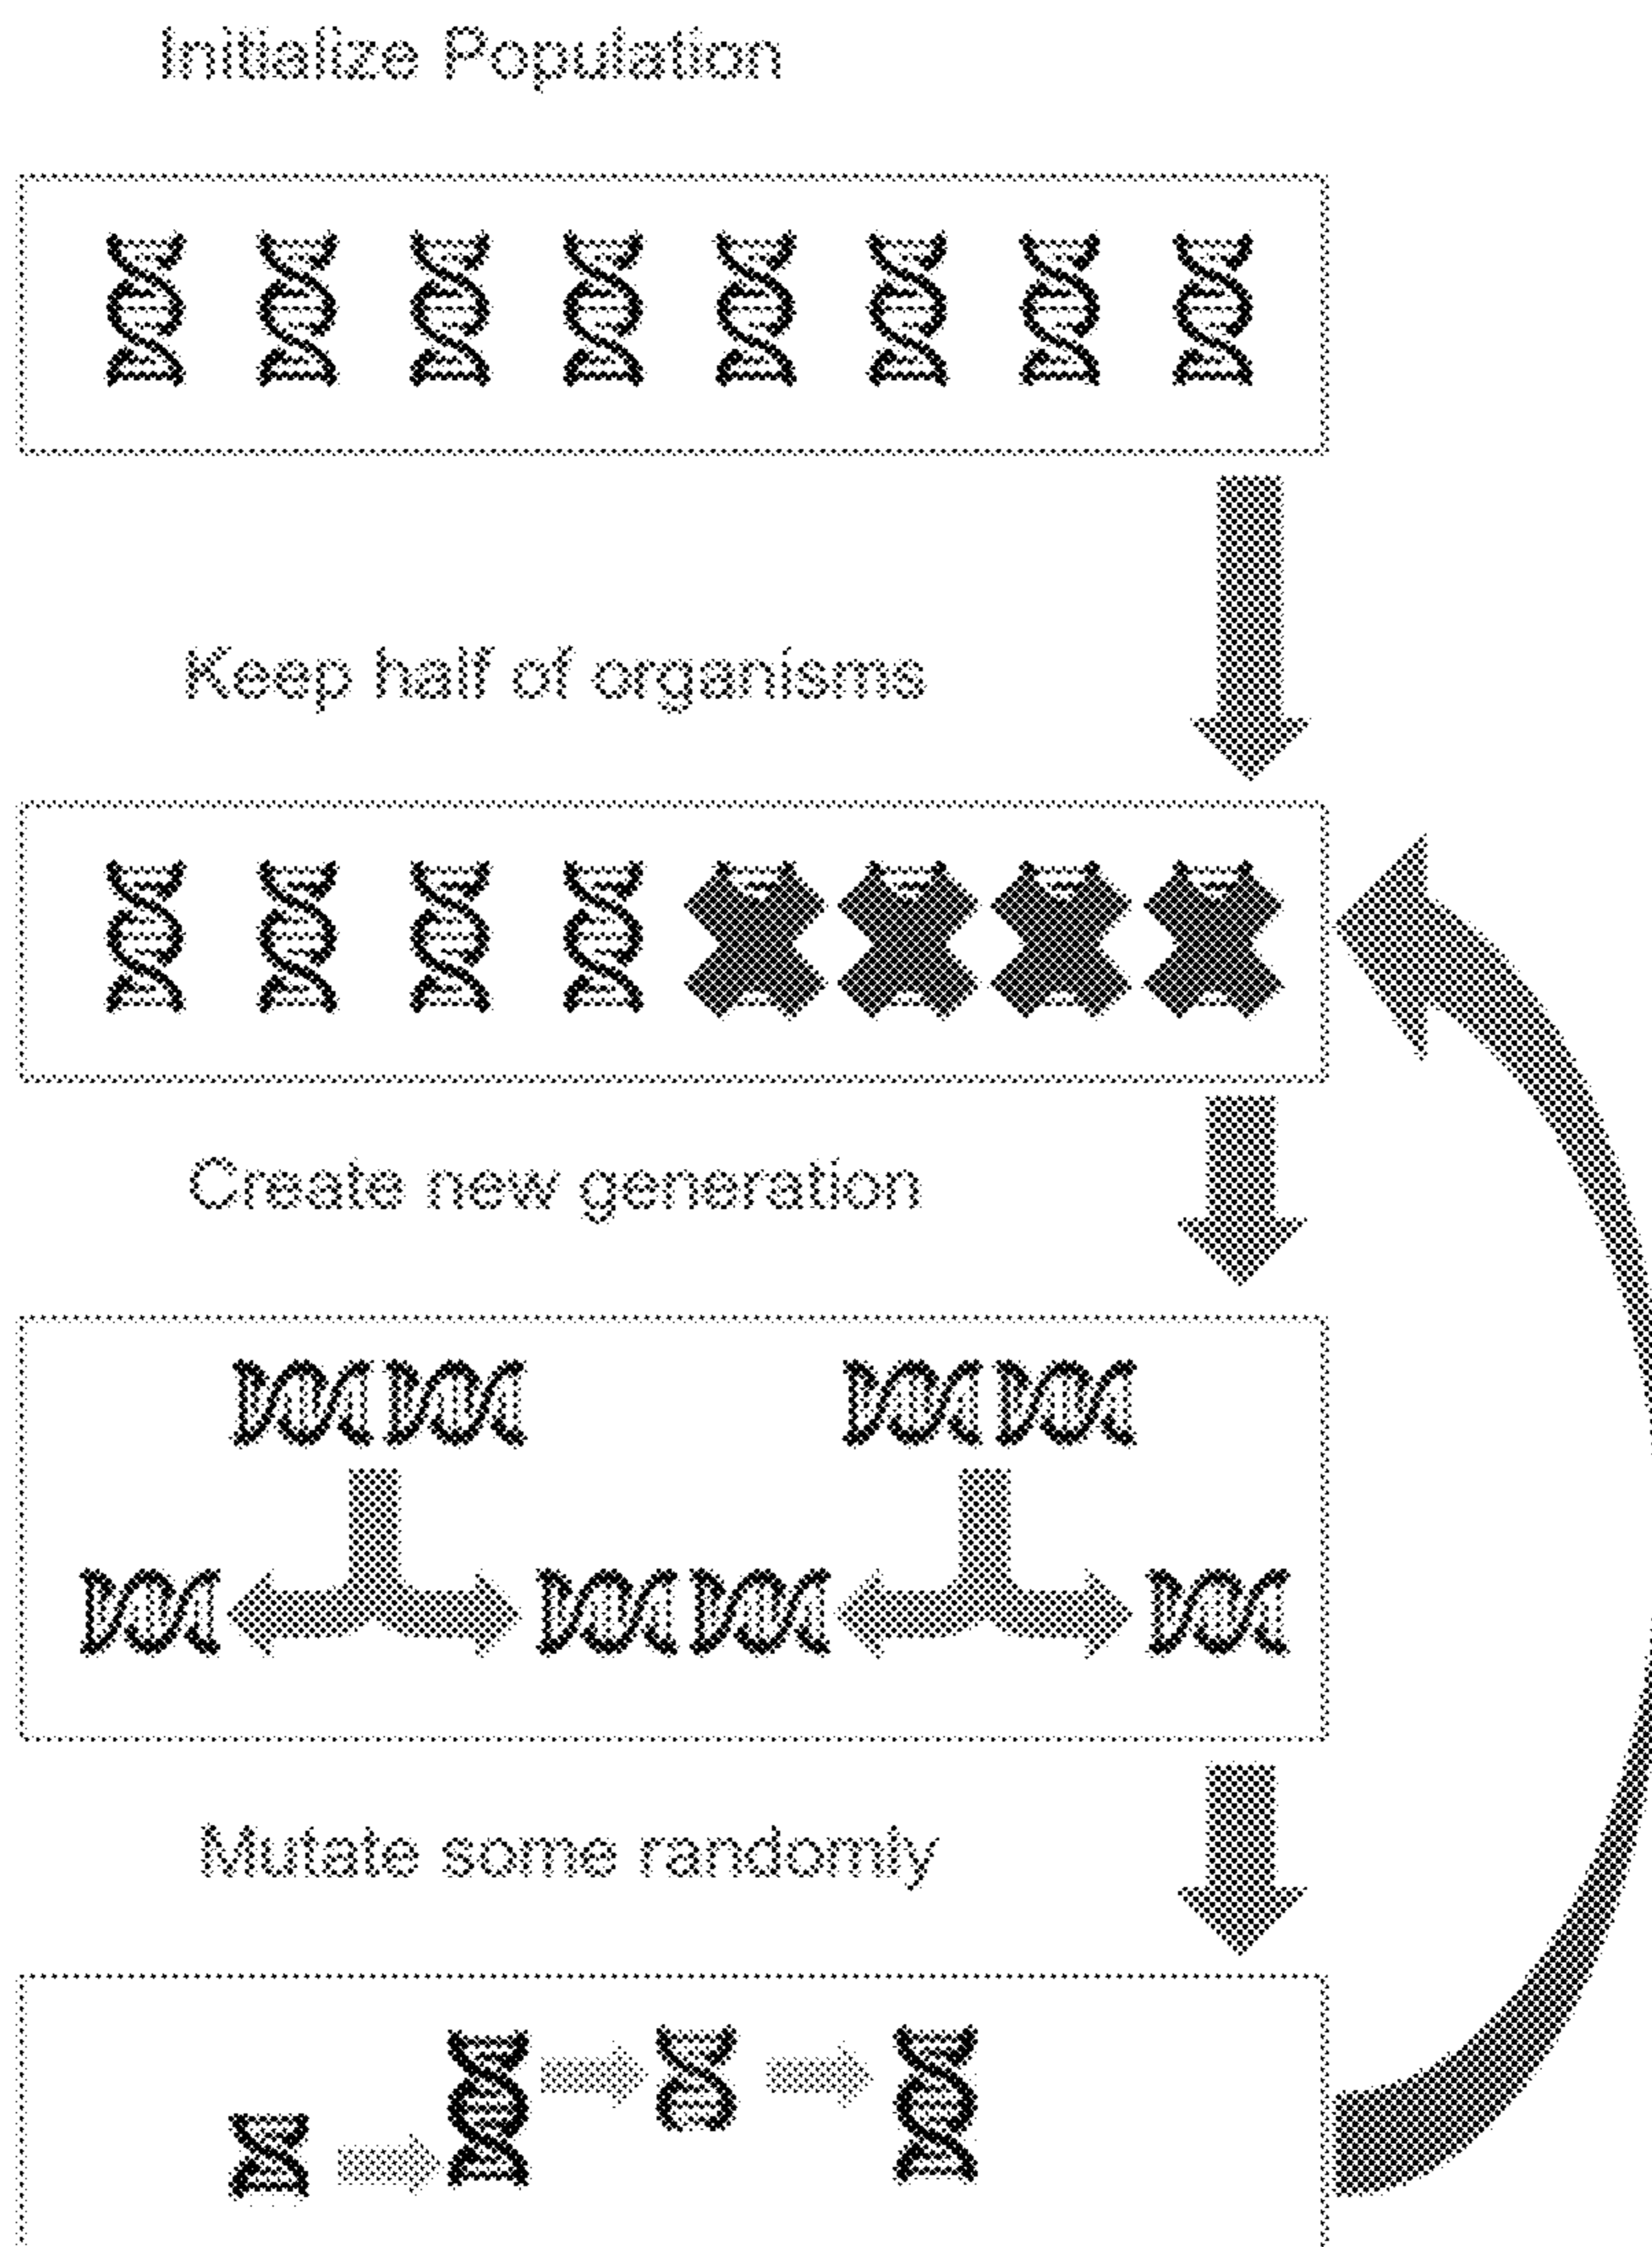 Initialize Population
Keep half of organisms
Create new generation
Mutate some randomly